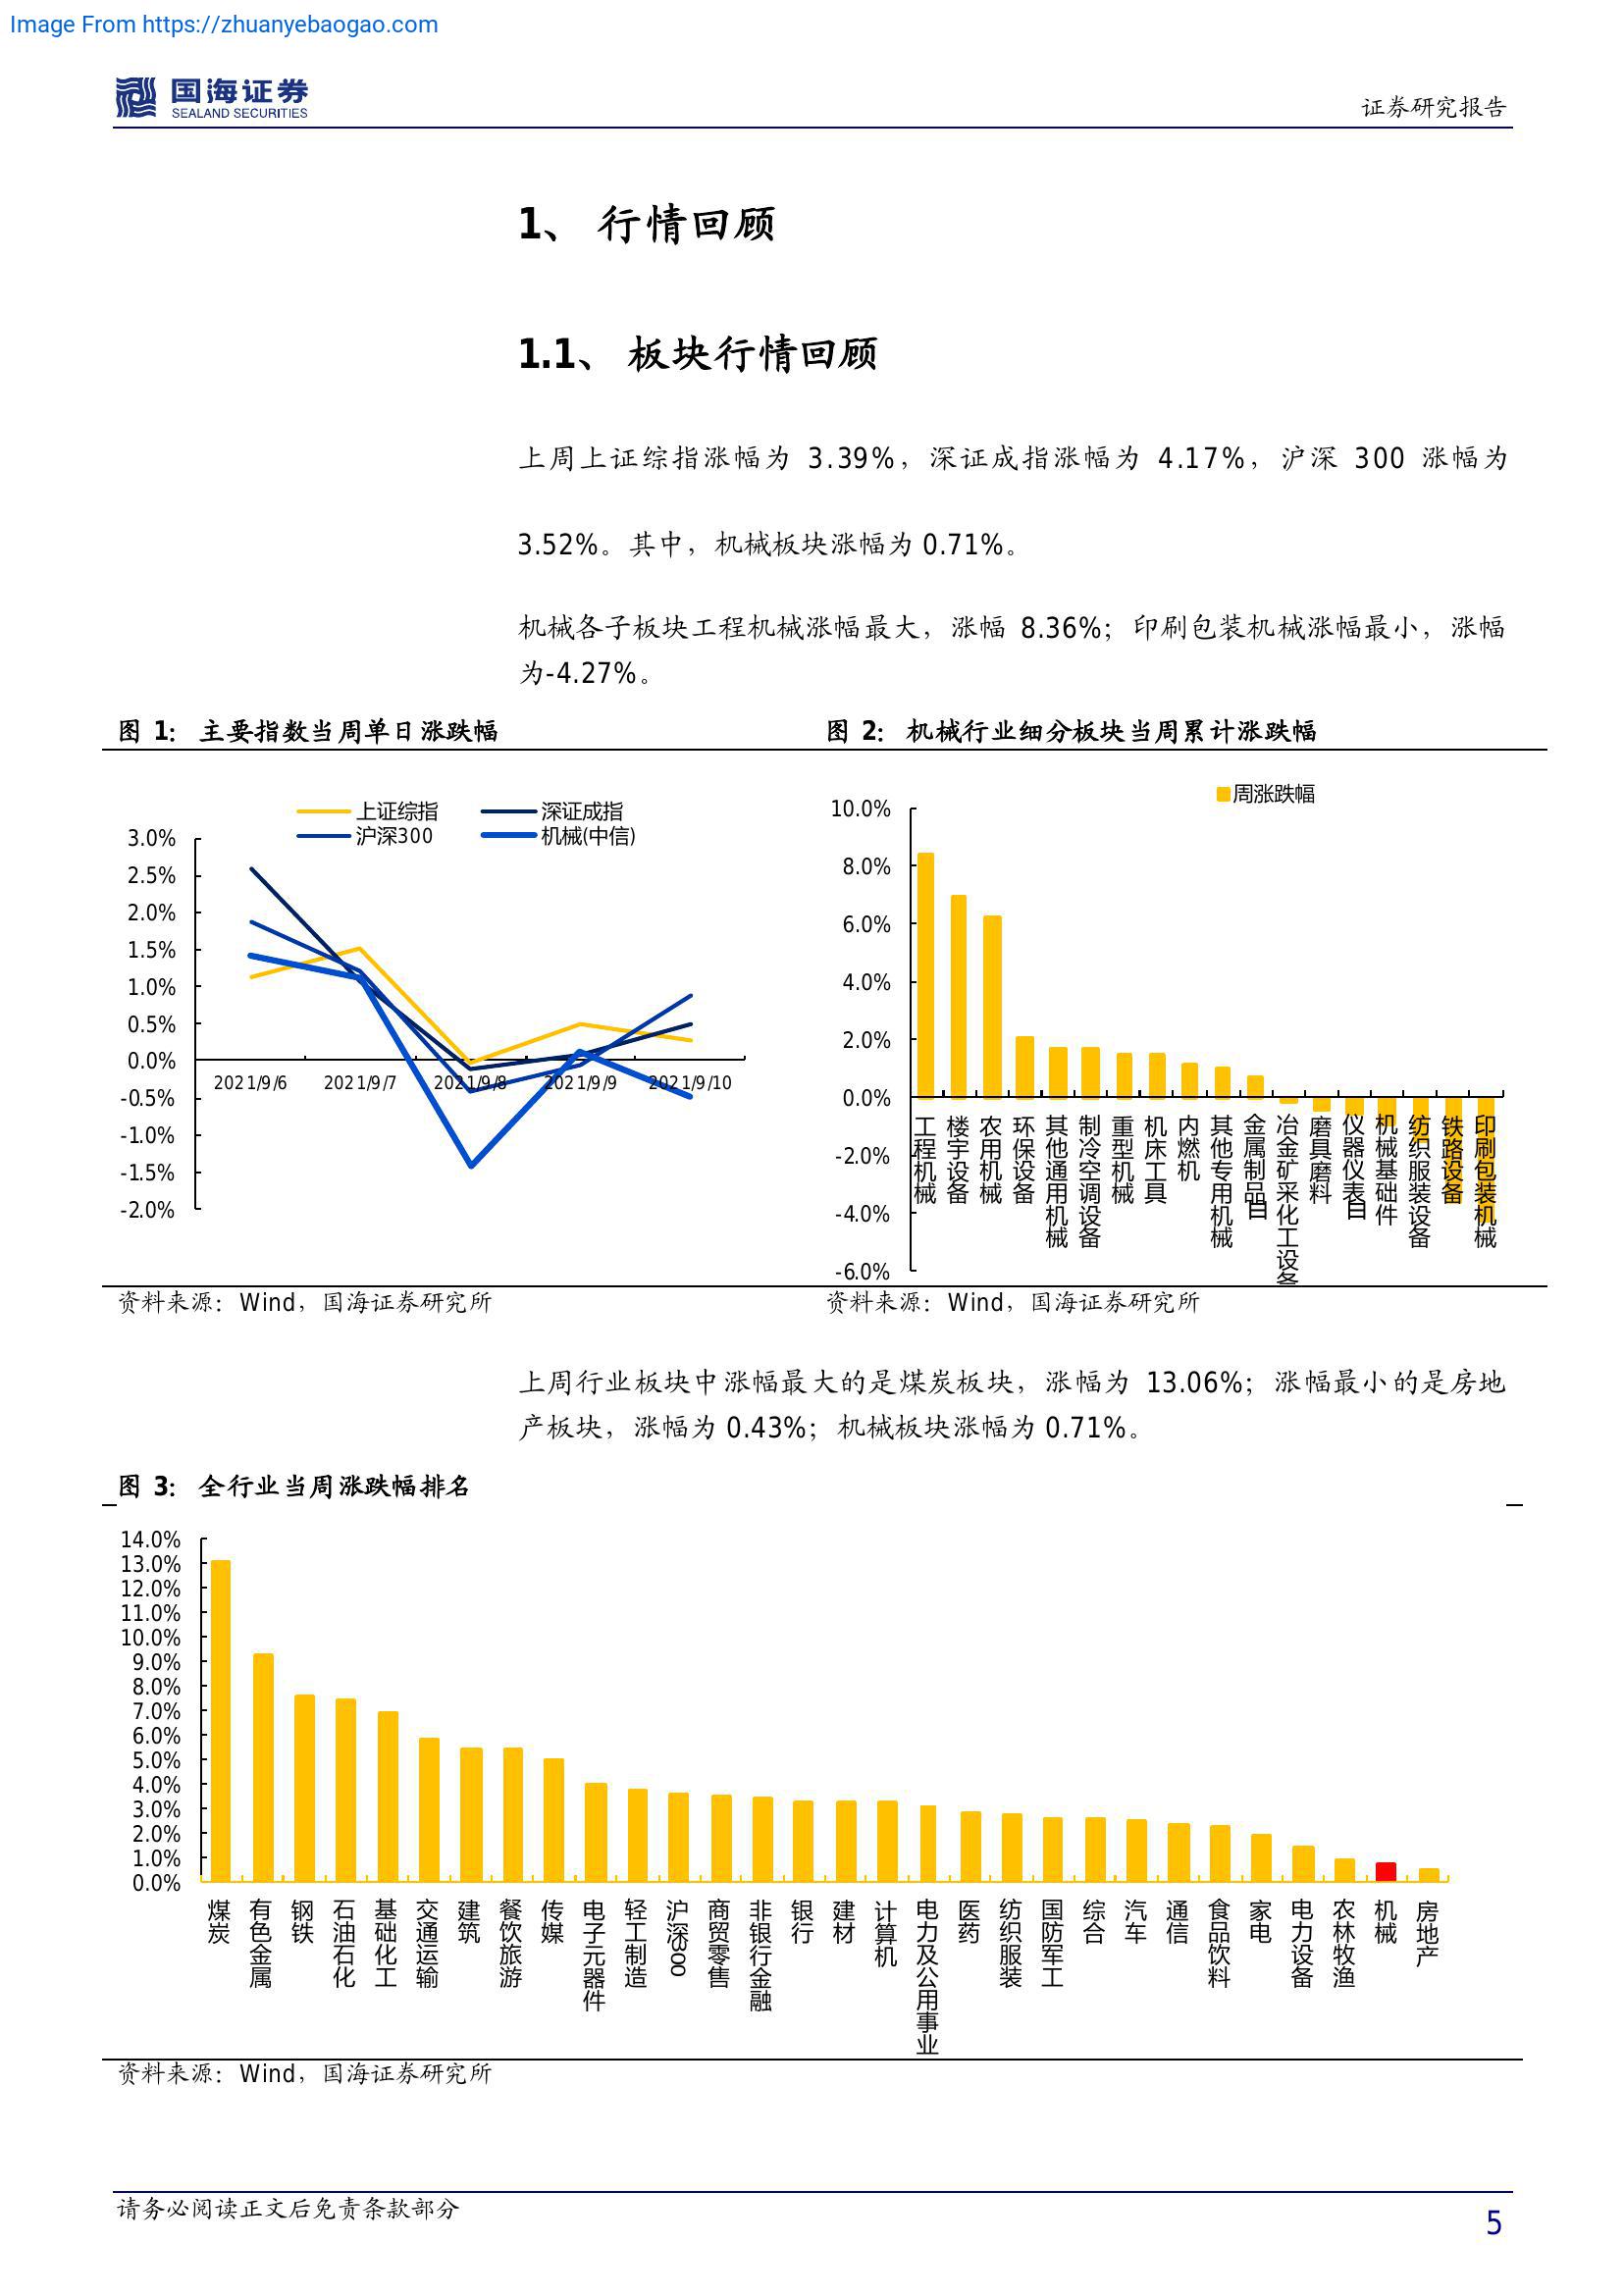 Image From https://zhuanyebaogao.com
国海证券
SEALAND SECURITIES
证券研究报告
1、 行情回顾
1.1、 板块行情回顾
上周上证综指涨幅为 3.39%，深证成指涨幅为 4.17%，沪深 300 涨幅为
3.52%。其中，机械板块涨幅为 0.71%。
机械各子板块工程机械涨幅最大，涨幅 8.36%；印刷包装机械涨幅最小，涨幅
为-4.27%。
图 1： 主要指数当周单日涨跌幅
上证综指
深证成指
沪深300
机械(中信)
3.0%
2.5%
2.0%
1.5%
1.0%
0.5%
0.0%
-0.5%
-1.0%
-1.5%
-2.0%
2021/9/6
2021/9/7
2021/9/8
2021/9/9
2021/9/10
资料来源：Wind，国海证券研究所
图 2： 机械行业细分板块当周累计涨跌幅
周涨跌幅
10.0%
8.0%
6.0%
4.0%
2.0%
0.0%
-2.0%
-4.0%
-6.0%
工程机械
楼宇设备
农用机械
环保设备
其他通用机械
制冷空调设备
重型机械
机床工具
内燃机
其他专用机械
金属制品Ⅲ
冶金矿采化工设备
磨具磨料
仪器仪表Ⅲ
机械基础件
纺织服装设备
铁路设备
印刷包装机械
资料来源：Wind，国海证券研究所
上周行业板块中涨幅最大的是煤炭板块，涨幅为 13.06%；涨幅最小的是房地
产板块，涨幅为 0.43%；机械板块涨幅为 0.71%。
图 3： 全行业当周涨跌幅排名
14.0%
13.0%
12.0%
11.0%
10.0%
9.0%
8.0%
7.0%
6.0%
5.0%
4.0%
3.0%
2.0%
1.0%
0.0%
煤炭
有色金属
钢铁
石油石化
基础化工
交通运输
建筑
餐饮旅游
传媒
电子元器件
轻工制造
沪深300
商贸零售
非银行金融
银行
建材
计算机
电力及公用事业
医药
纺织服装
国防军工
综合
汽车
通信
食品饮料
家电
电力设备
农林牧渔
机械
房地产
资料来源：Wind，国海证券研究所
请务必阅读正文后免责条款部分
5